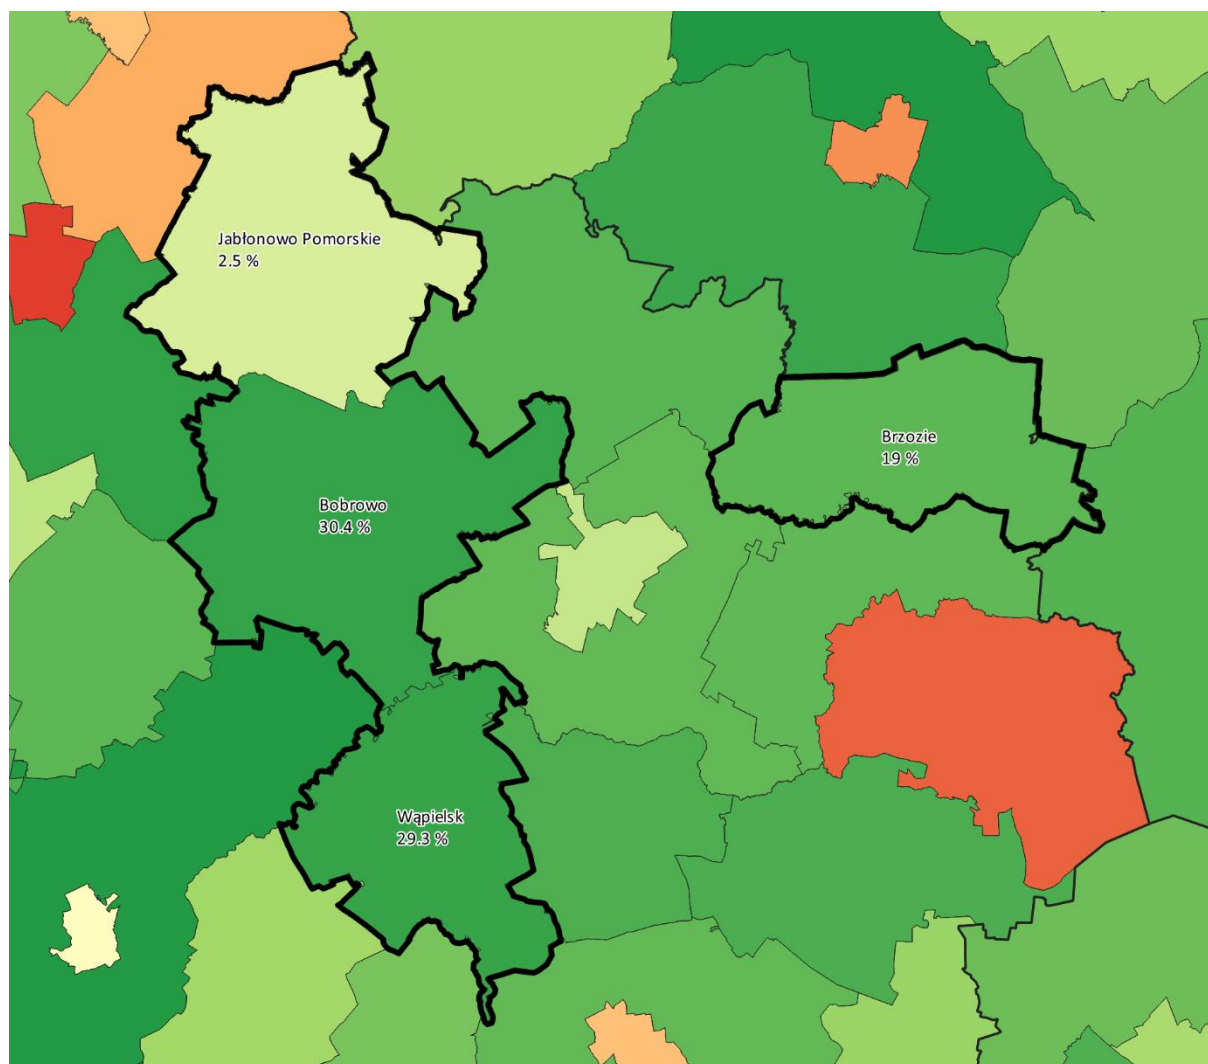 Jabłonowo Pomorskie
2.5 %
Brzozie
19 %
Bobrowo
30.4 %
Wąpielsk
29.3 %